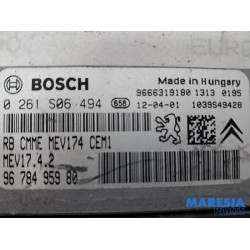 BOSCH
Made in Hungary
9666319180 1313 0195
0 261 S06 494 658 12-04-01 1039S49428
RB CMME MEV174 CEM1
MEV17.4.2
96 784 959 80